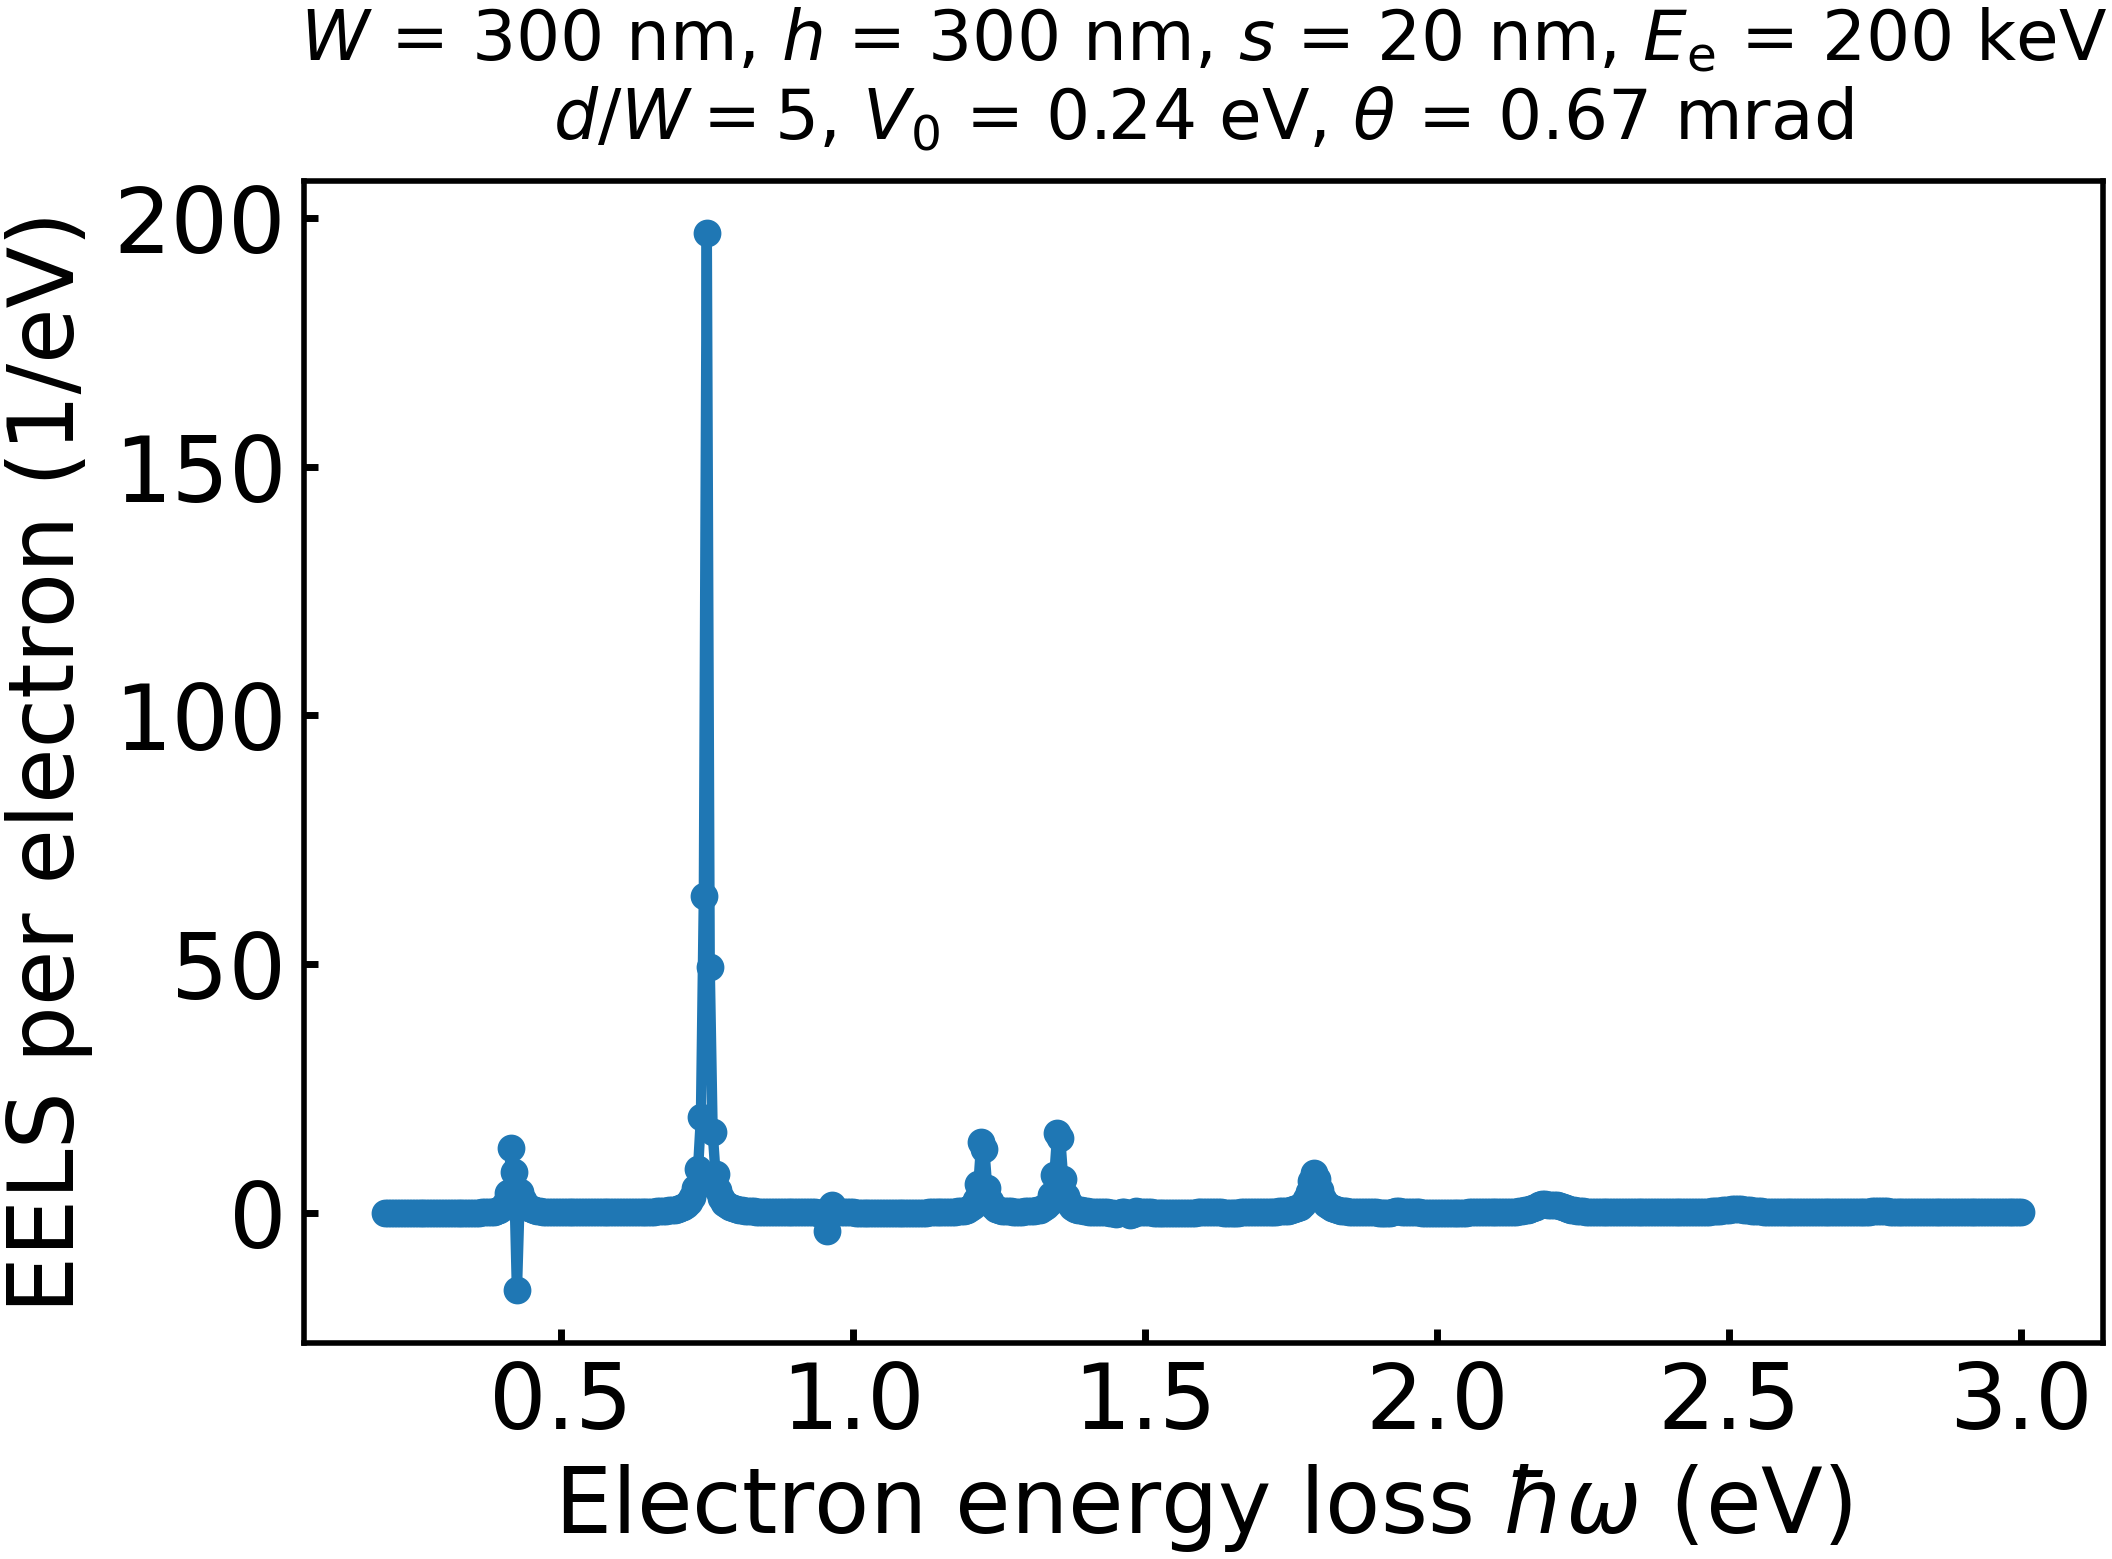 W = 300 nm, h = 300 nm, s = 20 nm, Eₑ = 200 keV
d/W = 5, V₀ = 0.24 eV, θ = 0.67 mrad
EELS per electron (1/eV)
200
150
100
50
0
0.5 1.0 1.5 2.0 2.5 3.0
Electron energy loss ℏω (eV)